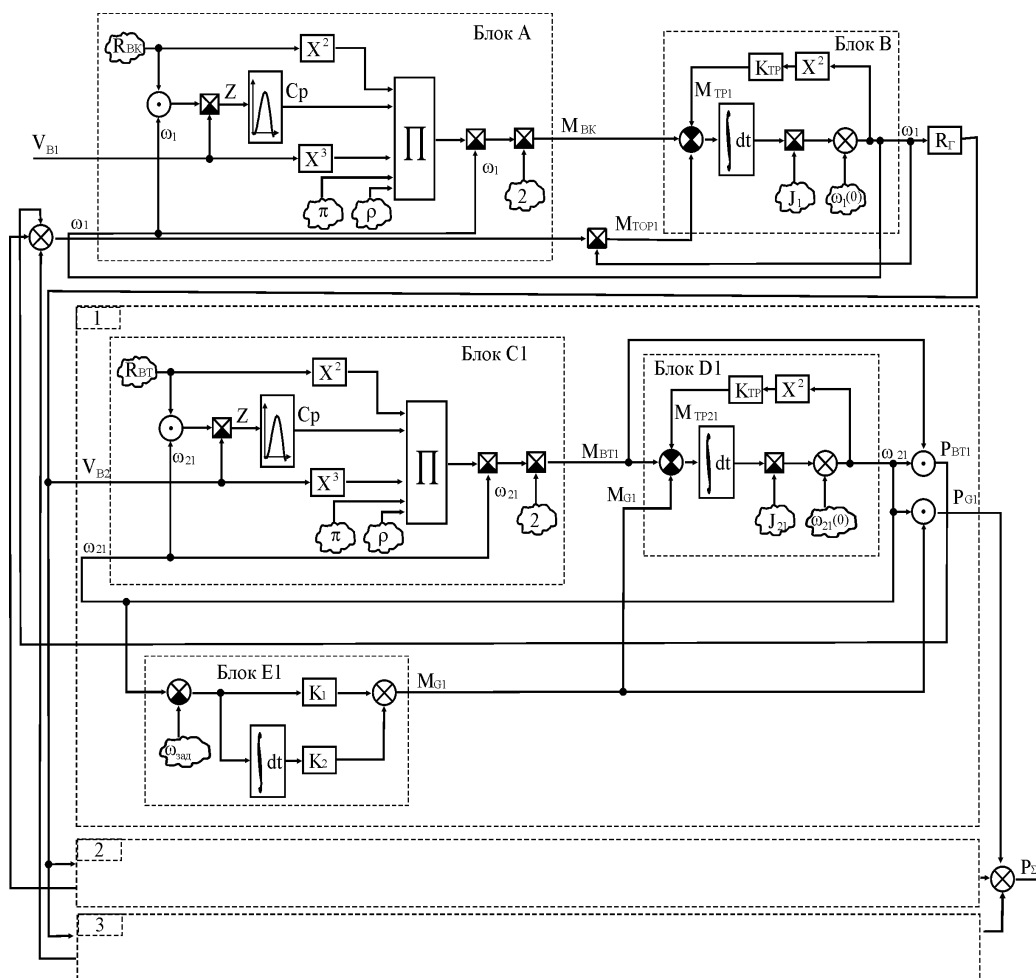 Блок A
Блок B
R_ВК
X²
K_ТР
X²
M_ТР1
Z
Cp
ω₁
V_В1
X³
∏
ω₁
2
M_ВК
∫dt
J₁
ω₁(0)
ω₁
R_Г
π
ρ
ω₁
M_ТОР1
1
Блок C1
Блок D1
R_ВТ
X²
K_ТР
X²
M_ТР21
Z
Cp
ω₂₁
V_В2
X³
∏
ω₂₁
2
M_ВТ1
M_G1
∫dt
J₂₁
ω₂₁(0)
ω₂₁
P_ВТ1
P_G1
π
ρ
ω₂₁
Блок E1
ω_зад
K₁
∫dt
K₂
M_G1
2
P_Σ
3